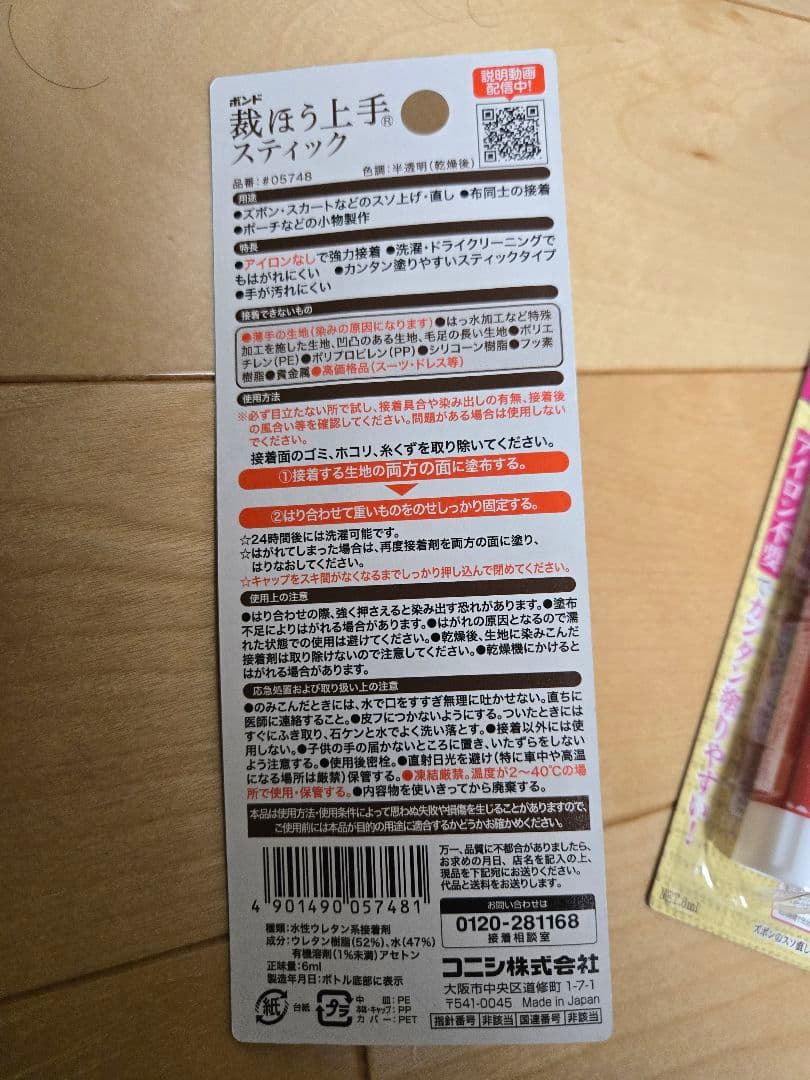 ボンド
裁ほう上手®
スティック
説明動画
配信中!
品番:#05748
色調:半透明(乾燥後)
用途
●ズボン・スカートなどのスソ上げ・直し ●布同士の接着
●ポーチなどの小物製作
特長
●アイロンなしで強力接着 ●洗濯・ドライクリーニングで
もはがれにくい ●カンタン塗りやすいスティックタイプ
●手が汚れにくい
接着できないもの
●薄手の生地(染みの原因になります)●はっ水加工など特殊
加工を施した生地、凹凸のある生地、毛足の長い生地●ポリエ
チレン(PE)●ポリプロピレン(PP)●シリコーン樹脂●フッ素
樹脂●貴金属●高価格品(スーツ・ドレス等)
使用方法
※必ず目立たない所で試し、接着具合や染み出しの有無、接着後
の風合い等を確認してください。問題がある場合は使用しない
でください。
接着面のゴミ、ホコリ、糸くずを取り除いてください。
①接着する生地の両方の面に塗布する。
②はり合わせて重いものをのせしっかり固定する。
☆24時間後には洗濯可能です。
☆はがれてしまった場合は、再度接着剤を両方の面に塗り、
はりなおしてください。
☆キャップをスキ間がなくなるまでしっかり押し込んで閉めてください。
使用上の注意
●はり合わせの際、強く押さえると染み出す恐れがあります。●塗布
不足によりはがれる場合があります。●はがれの原因となるので濡
れた状態での使用は避けてください。●乾燥後、生地に染みこんだ
接着剤は取り除けないので注意してください。●乾燥機にかけると
はがれる場合があります。
応急処置および取り扱い上の注意
●のみこんだときには、水で口をすすぎ無理に吐かせない。直ちに
医師に連絡すること。●皮フにつかないようにする。ついたときには
すぐにふき取り、石ケンと水でよく洗い落とす。●接着以外には使
用しない。●子供の手の届かないところに置き、いたずらをしない
よう注意する。●使用後密栓。●直射日光を避け(特に車中や高温
になる場所は厳禁)保管する。●凍結厳禁。温度が2〜40℃の場
所で使用・保管する。●内容物を使いきってから廃棄する。
本品は使用方法・使用条件によって思わぬ失敗や損傷を生じることがありますので、
ご使用前には本品が目的の用途に適合するかどうかお確かめください。
4 901490 057481
種類:水性ウレタン系接着剤
成分:ウレタン樹脂(52%)、水(47%)
有機溶剤(1%未満)アセトン
正味量:6ml
製造年月日:ボトル底部に表示
紙
台紙
プラ
中皿:PE
本体・キャップ:PP
カバー:PET
万一、品質に不都合がありましたら、
お求めの月日、店名を記入の上、
現品を下記宛にお送りください。
代品と送料をお送りします。
お問い合わせは
0120-281168
接着相談室
コニシ株式会社
大阪市中央区道修町1-7-1
〒541-0045 Made in Japan
指針番号 非該当 国連番号 非該当
アイロン不要
でカンタン塗りやすい!
NET.6ml
ズボンのスソ直し